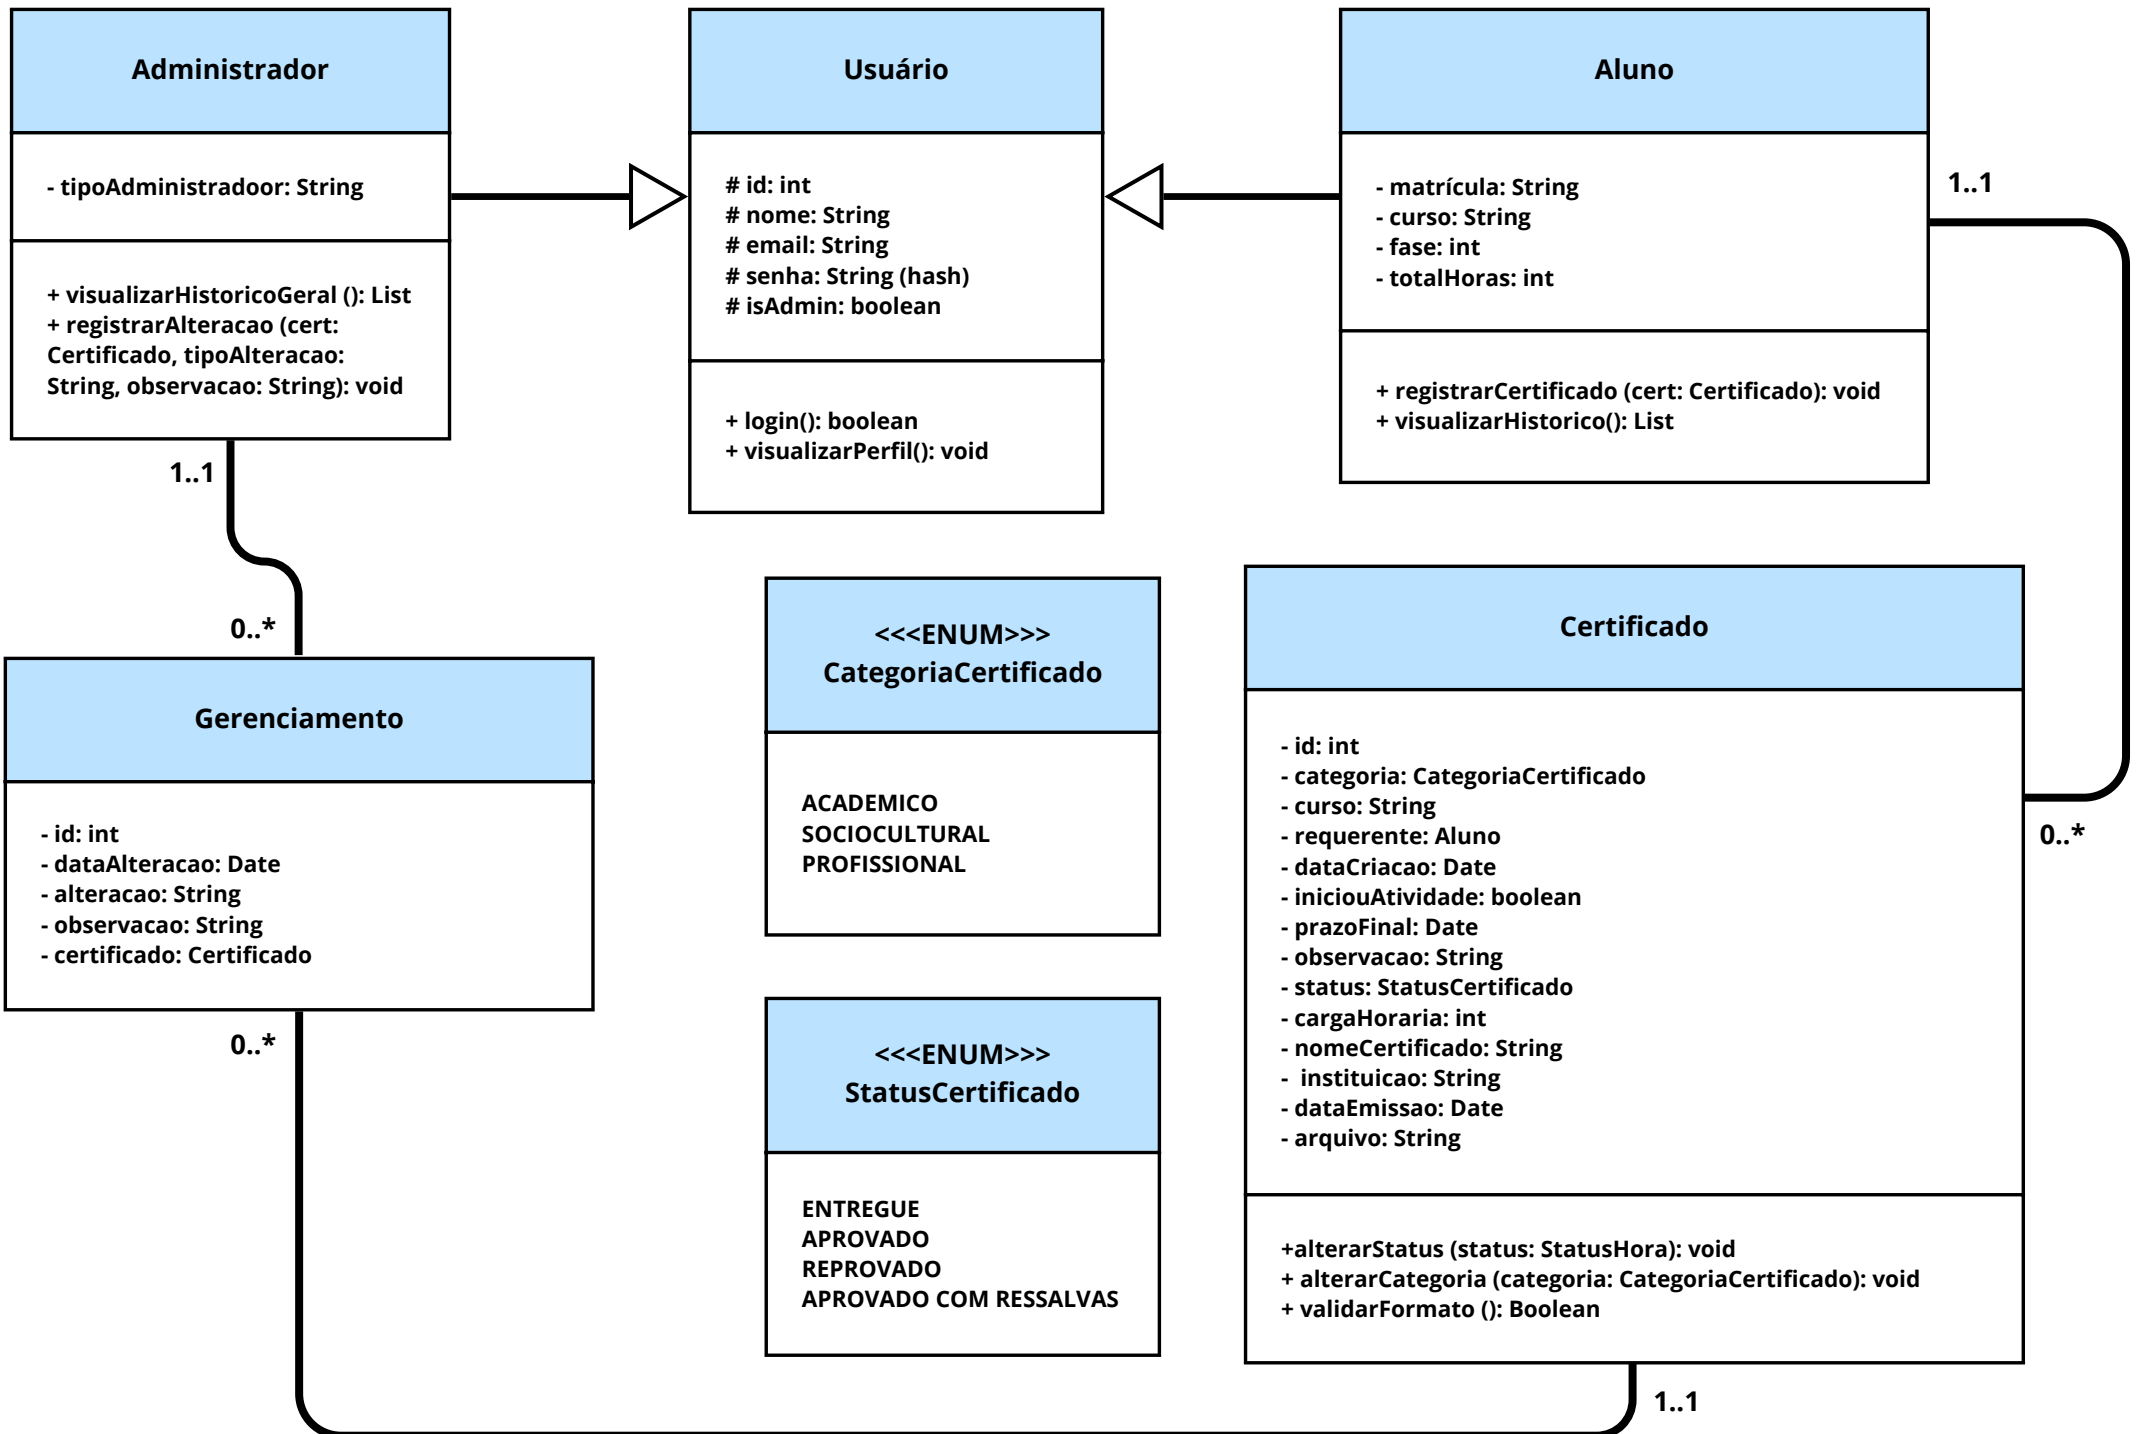 Administrador
- tipoAdministradoor: String
+ visualizarHistoricoGeral (): List
+ registrarAlteracao (cert:
Certificado, tipoAlteracao:
String, observacao: String): void
1..1
Usuário
# id: int
# nome: String
# email: String
# senha: String (hash)
# isAdmin: boolean
+ login(): boolean
+ visualizarPerfil(): void
Aluno
- matrícula: String
- curso: String
- fase: int
- totalHoras: int
+ registrarCertificado (cert: Certificado): void
+ visualizarHistorico(): List
1..1
0..*
Gerenciamento
- id: int
- dataAlteracao: Date
- alteracao: String
- observacao: String
- certificado: Certificado
0..*
<<<ENUM>>>
CategoriaCertificado
ACADEMICO
SOCIOCULTURAL
PROFISSIONAL
<<<ENUM>>>
StatusCertificado
ENTREGUE
APROVADO
REPROVADO
APROVADO COM RESSALVAS
Certificado
- id: int
- categoria: CategoriaCertificado
- curso: String
- requerente: Aluno
- dataCriacao: Date
- iniciouAtividade: boolean
- prazoFinal: Date
- observacao: String
- status: StatusCertificado
- cargaHoraria: int
- nomeCertificado: String
-  instituicao: String
- dataEmissao: Date
- arquivo: String
+alterarStatus (status: StatusHora): void
+ alterarCategoria (categoria: CategoriaCertificado): void
+ validarFormato (): Boolean
0..*
1..1